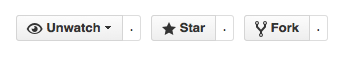 Unwatch . Star . Fork .